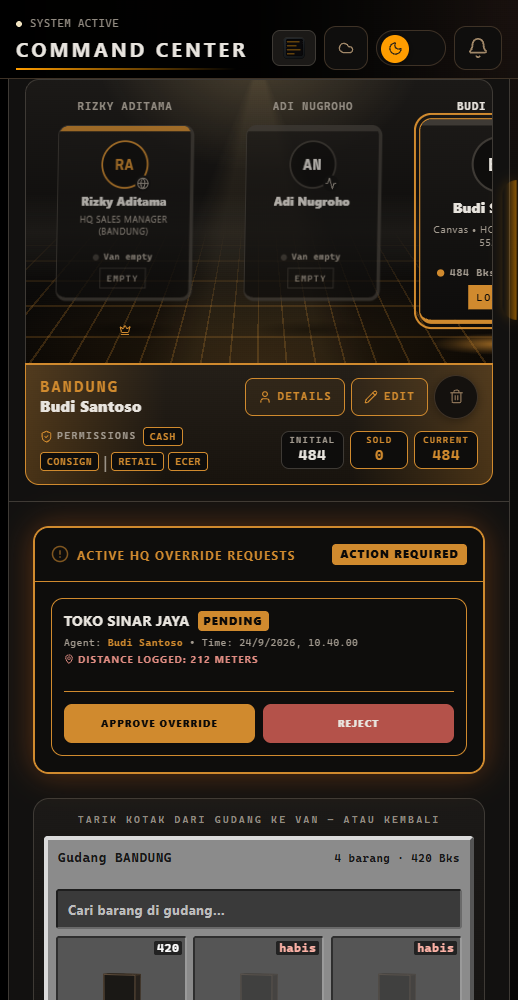 SYSTEM ACTIVE
COMMAND CENTER
RIZKY ADITAMA
ADI NUGROHO
BUDI
RA
AN
Rizky Aditama
Adi Nugroho
Budi S
HQ SALES MANAGER
(BANDUNG)
Canvas • HQ
55
Van empty
Van empty
484 Bks
EMPTY
EMPTY
LO
BANDUNG
Budi Santoso
DETAILS
EDIT
PERMISSIONS CASH
CONSIGN | RETAIL ECER
INITIAL
484
SOLD
0
CURRENT
484
ACTIVE HQ OVERRIDE REQUESTS
ACTION REQUIRED
TOKO SINAR JAYA PENDING
Agent: Budi Santoso • Time: 24/9/2026, 10.40.00
DISTANCE LOGGED: 212 METERS
APPROVE OVERRIDE
REJECT
TARIK KOTAK DARI GUDANG KE VAN — ATAU KEMBALI
Gudang BANDUNG
4 barang · 420 Bks
Cari barang di gudang...
420
habis
habis